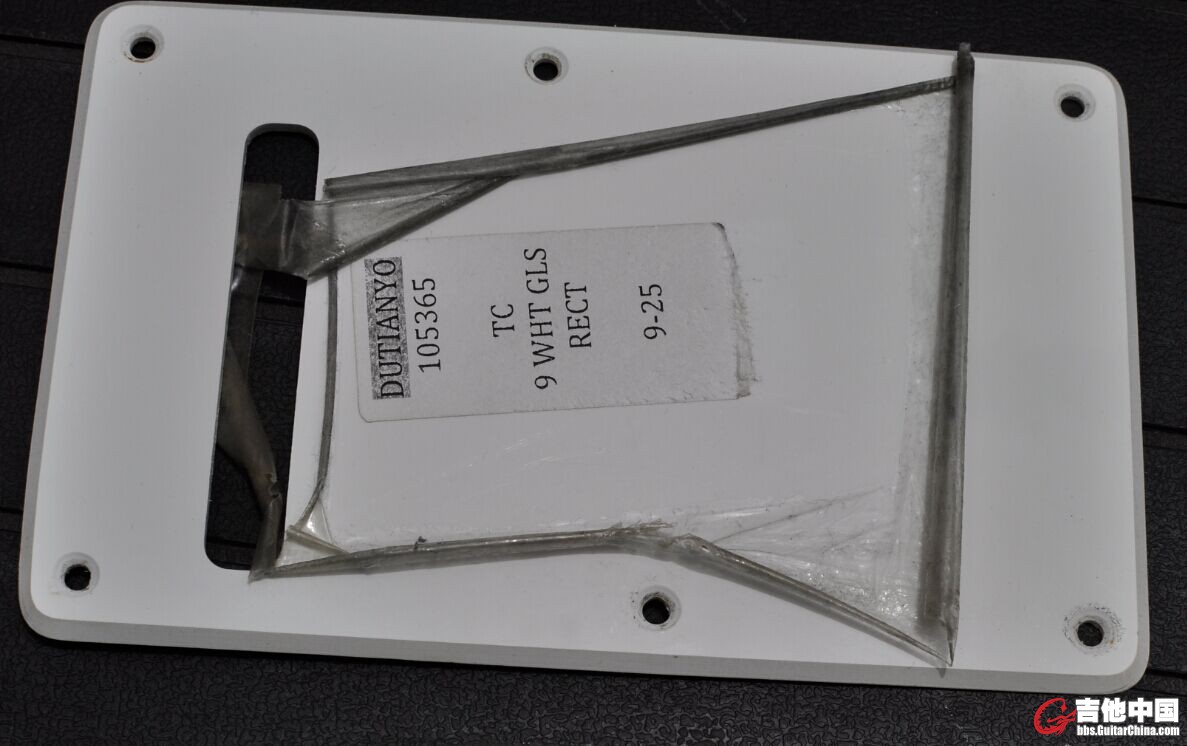 DUTIANYO
105365
TC
9 WHT GLS
RECT
9-25
吉他中国
bbs.GuitarChina.com